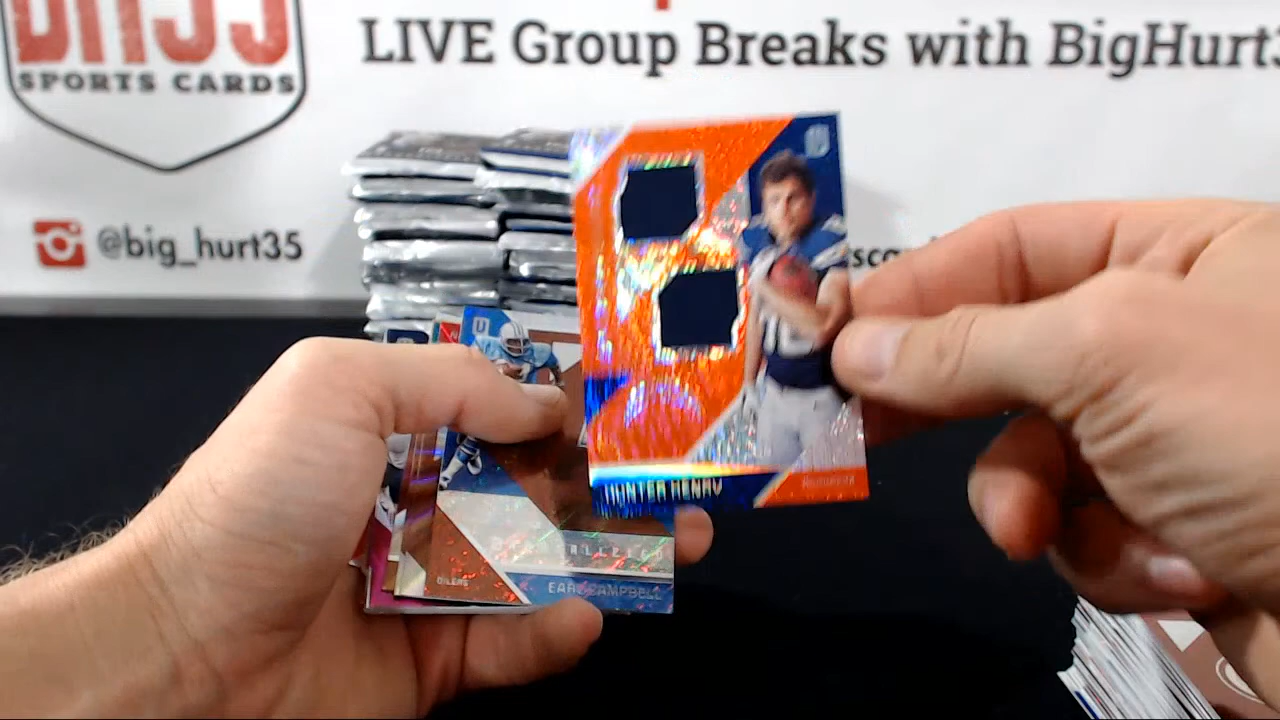 LIVE Group Breaks with BigHurt3
SPORTS CARDS
@big_hurt35
HUNTER HENRY
OILERS
EARL CAMPBELL